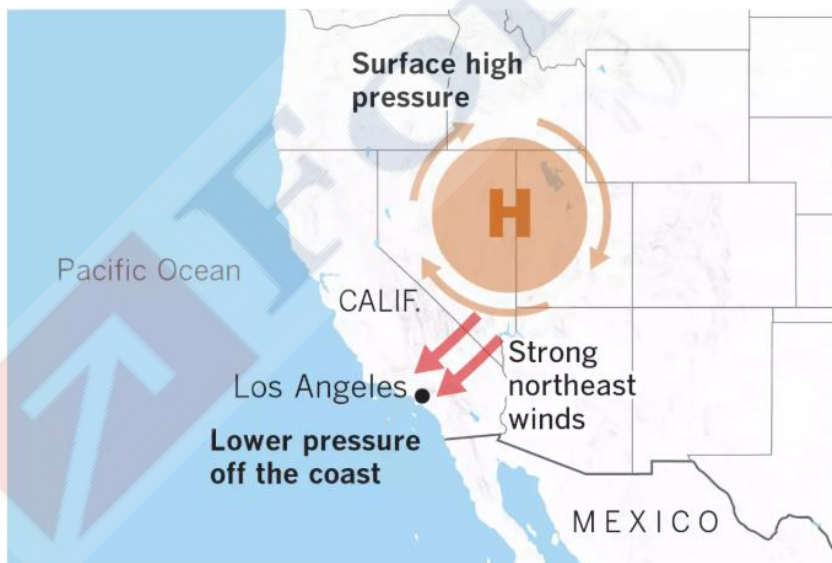 Surface high
pressure
H
Pacific Ocean
CALIF.
Los Angeles
Strong
northeast
winds
Lower pressure
off the coast
MEXICO